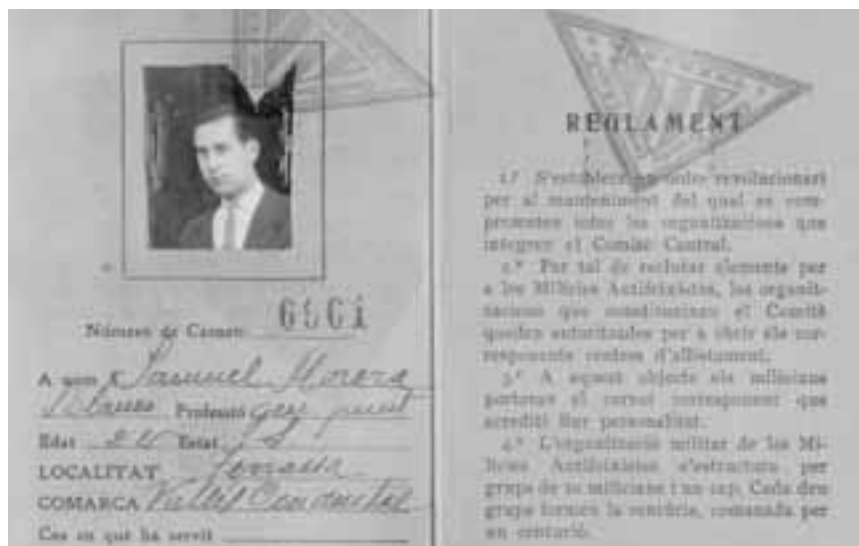 Número de Carnet 6901
A nom Samuel Morera
Professió
Edat Estat
LOCALITAT
COMARCA
Cos en què ha servit
REGLAMENT
1.º S'estableix un ordre revolucionari
per al manteniment del qual es com-
prometen totes les organitzacions que
integren el Comitè Central.
2.º Per tal de reclutar elements per
a les Milícies Antifeixistes, les organit-
zacions que constitueixen el Comitè
queden autoritzades per a obrir els cor-
responents centres d'allistament.
3.º A aquest objecte els milicians
portaran el carnet corresponent que
acrediti llur personalitat.
4.º L'organització militar de les Mi-
lícies Antifeixistes s'estructura per
grups de 10 milicians i un cap. Cada deu
grups formen la centúria, comanada per
un centurió.